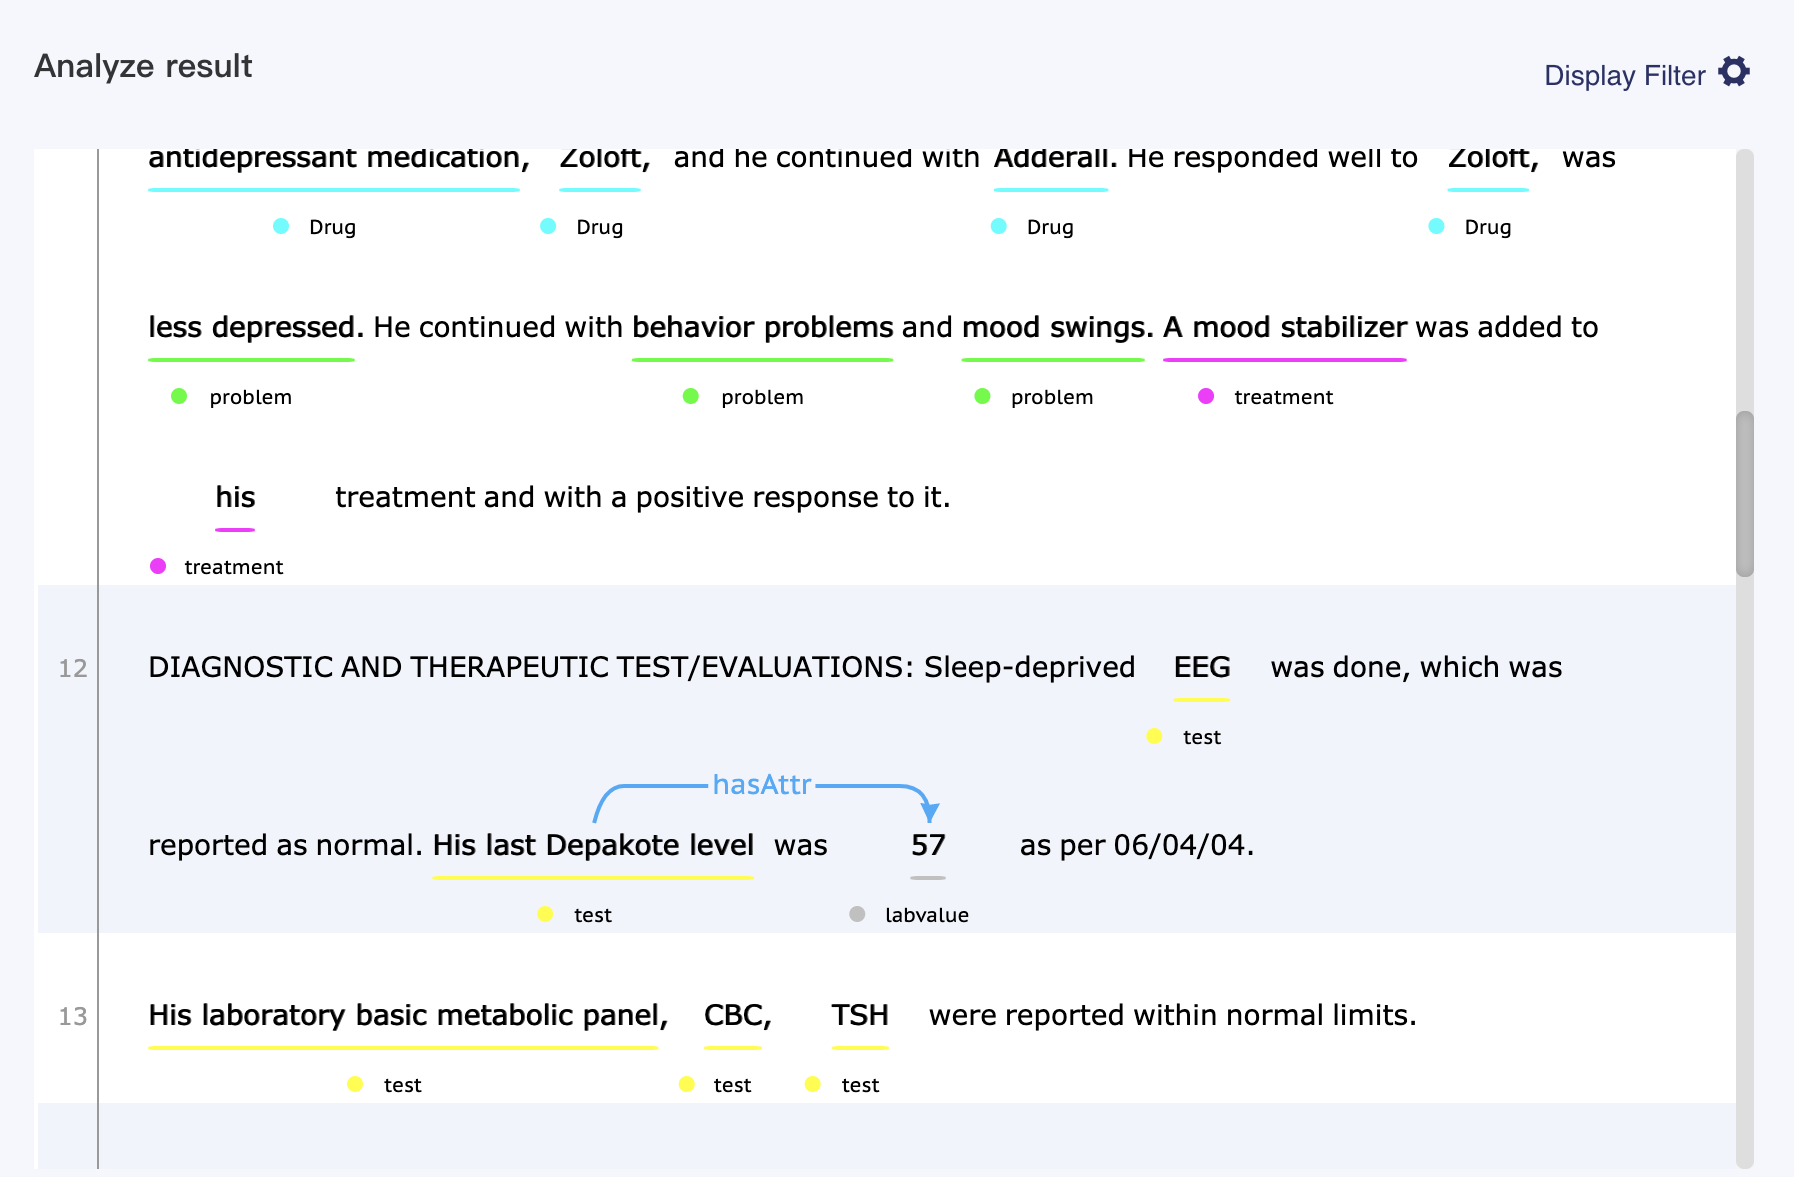 Analyze result
Display Filter
antidepressant medication, Zoloft, and he continued with Adderall. He responded well to Zoloft, was
Drug Drug Drug Drug
less depressed. He continued with behavior problems and mood swings. A mood stabilizer was added to
problem problem problem treatment
his treatment and with a positive response to it.
treatment
12 DIAGNOSTIC AND THERAPEUTIC TEST/EVALUATIONS: Sleep-deprived EEG was done, which was
test
hasAttr
reported as normal. His last Depakote level was 57 as per 06/04/04.
test labvalue
13 His laboratory basic metabolic panel, CBC, TSH were reported within normal limits.
test test test